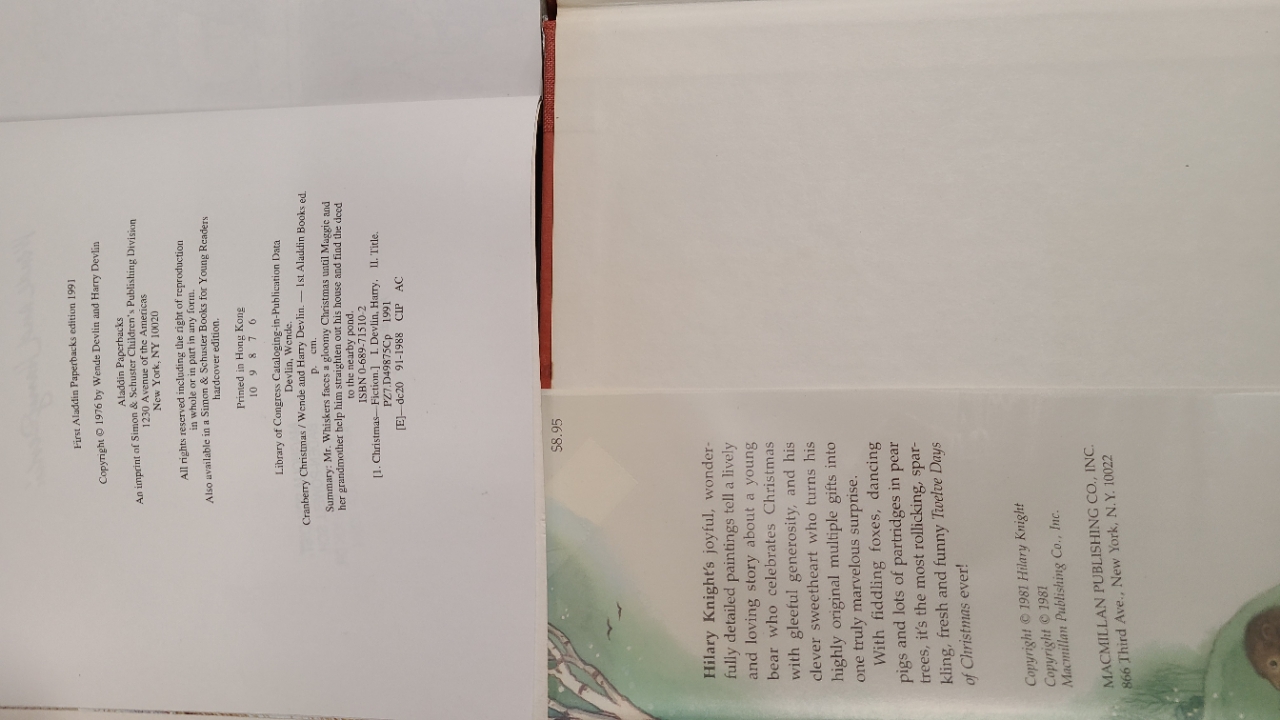 First Aladdin Paperbacks edition 1991
Copyright © 1976 by Wende Devlin and Harry Devlin
Aladdin Paperbacks
An imprint of Simon & Schuster Children's Publishing Division
1230 Avenue of the Americas
New York, NY 10020
All rights reserved including the right of reproduction
in whole or in part in any form.
Also available in a Simon & Schuster Books for Young Readers
hardcover edition.
Printed in Hong Kong
10 9 8 7 6
Library of Congress Cataloging-in-Publication Data
Devlin, Wende.
Cranberry Christmas / Wende and Harry Devlin. — 1st Aladdin Books ed.
p. cm.
Summary: Mr. Whiskers faces a gloomy Christmas until Maggie and
her grandmother help him straighten out his house and find the deed
to the nearby pond.
ISBN 0-689-71510-2
[1. Christmas—Fiction.] I. Devlin, Harry. II. Title.
PZ7.D49875Cp 1991
[E]—dc20 91-1988 CIP AC
$8.95
Hilary Knight's joyful, wonder-
fully detailed paintings tell a lively
and loving story about a young
bear who celebrates Christmas
with gleeful generosity, and his
clever sweetheart who turns his
highly original multiple gifts into
one truly marvelous surprise.
With fiddling foxes, dancing
pigs and lots of partridges in pear
trees, it's the most rollicking, spar-
kling, fresh and funny Twelve Days
of Christmas ever!
Copyright © 1981 Hilary Knight
Copyright © 1981
Macmillan Publishing Co., Inc.
MACMILLAN PUBLISHING CO., INC.
866 Third Ave., New York, N.Y. 10022